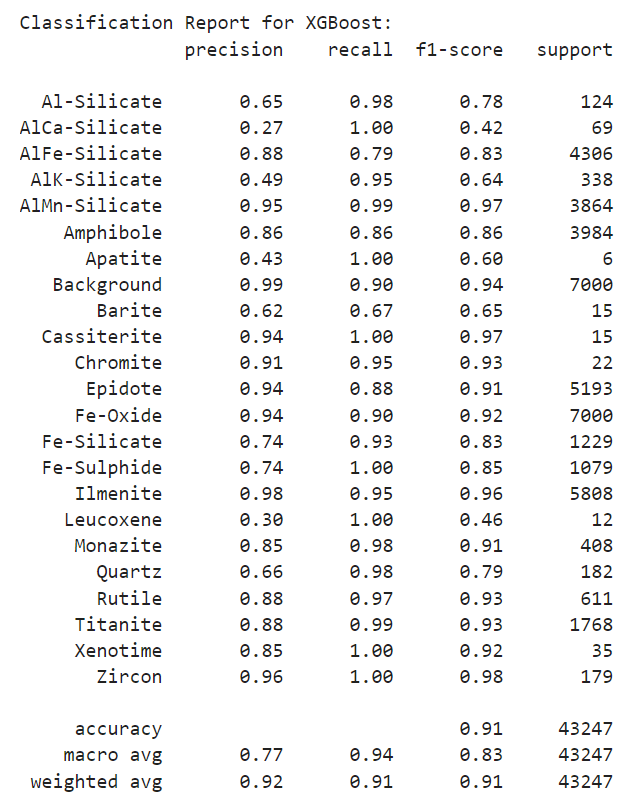 Classification Report for XGBoost:
precision recall f1-score support
Al-Silicate 0.65 0.98 0.78 124
AlCa-Silicate 0.27 1.00 0.42 69
AlFe-Silicate 0.88 0.79 0.83 4306
AlK-Silicate 0.49 0.95 0.64 338
AlMn-Silicate 0.95 0.99 0.97 3864
Amphibole 0.86 0.86 0.86 3984
Apatite 0.43 1.00 0.60 6
Background 0.99 0.90 0.94 7000
Barite 0.62 0.67 0.65 15
Cassiterite 0.94 1.00 0.97 15
Chromite 0.91 0.95 0.93 22
Epidote 0.94 0.88 0.91 5193
Fe-Oxide 0.94 0.90 0.92 7000
Fe-Silicate 0.74 0.93 0.83 1229
Fe-Sulphide 0.74 1.00 0.85 1079
Ilmenite 0.98 0.95 0.96 5808
Leucoxene 0.30 1.00 0.46 12
Monazite 0.85 0.98 0.91 408
Quartz 0.66 0.98 0.79 182
Rutile 0.88 0.97 0.93 611
Titanite 0.88 0.99 0.93 1768
Xenotime 0.85 1.00 0.92 35
Zircon 0.96 1.00 0.98 179
accuracy 0.91 43247
macro avg 0.77 0.94 0.83 43247
weighted avg 0.92 0.91 0.91 43247